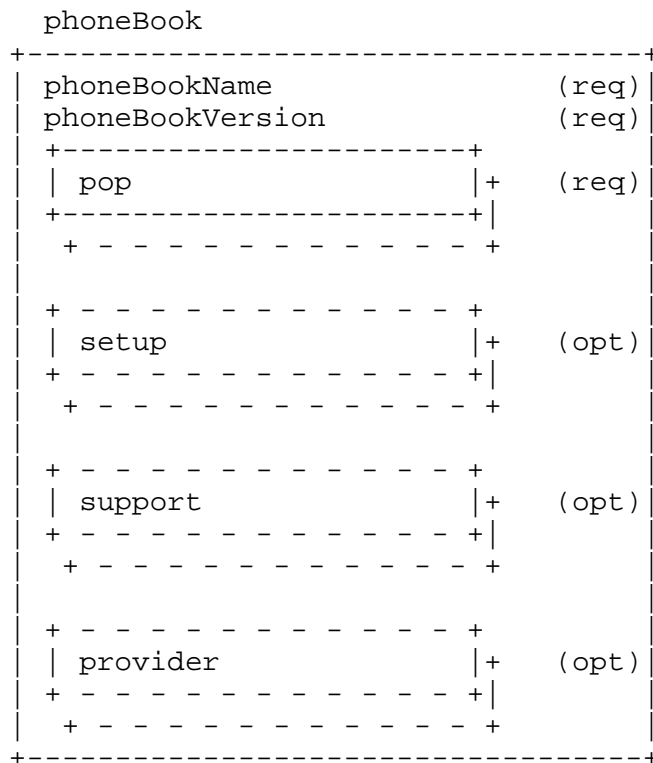 phoneBook
phoneBookName (req)
phoneBookVersion (req)
pop (req)
setup (opt)
support (opt)
provider (opt)